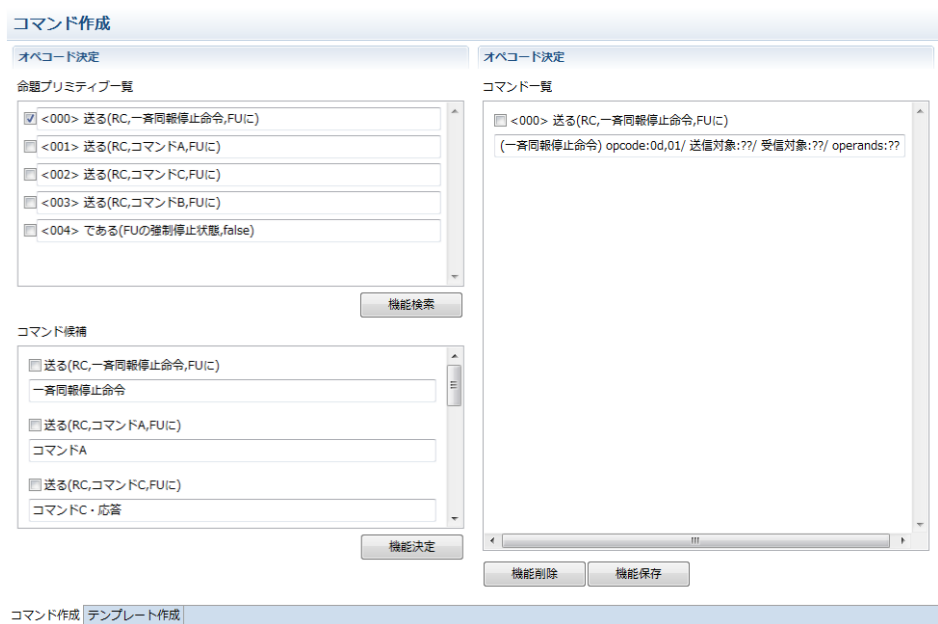 コマンド作成
オペコード決定
命題プリミティブ一覧
<000> 送る(RC,一斉同報停止命令,FUに)
<001> 送る(RC,コマンドA,FUに)
<002> 送る(RC,コマンドC,FUに)
<003> 送る(RC,コマンドB,FUに)
<004> である(FUの強制停止状態,false)
機能検索
コマンド候補
送る(RC,一斉同報停止命令,FUに)
一斉同報停止命令
送る(RC,コマンドA,FUに)
コマンドA
送る(RC,コマンドC,FUに)
コマンドC・応答
機能決定
オペコード決定
コマンド一覧
<000> 送る(RC,一斉同報停止命令,FUに)
(一斉同報停止命令) opcode:0d,01/ 送信対象:??/ 受信対象:??/ operands:??
機能削除 機能保存
コマンド作成 テンプレート作成